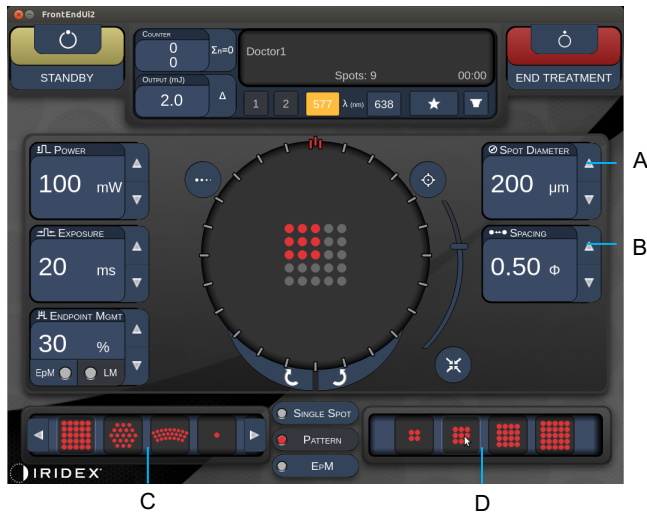 FrontEndUi2
STANDBY
COUNTER
0
0
Σn=0
OUTPUT (mJ)
2.0
Δ
Doctor1
Spots: 9
00:00
1
2
577
λ (nm)
638
END TREATMENT
POWER
100 mW
EXPOSURE
20 ms
ENDPOINT MGMT
30 %
EPM
LM
SPOT DIAMETER
200 μm
SPACING
0.50 Φ
A
B
SINGLE SPOT
PATTERN
EPM
IRIDEX
C
D